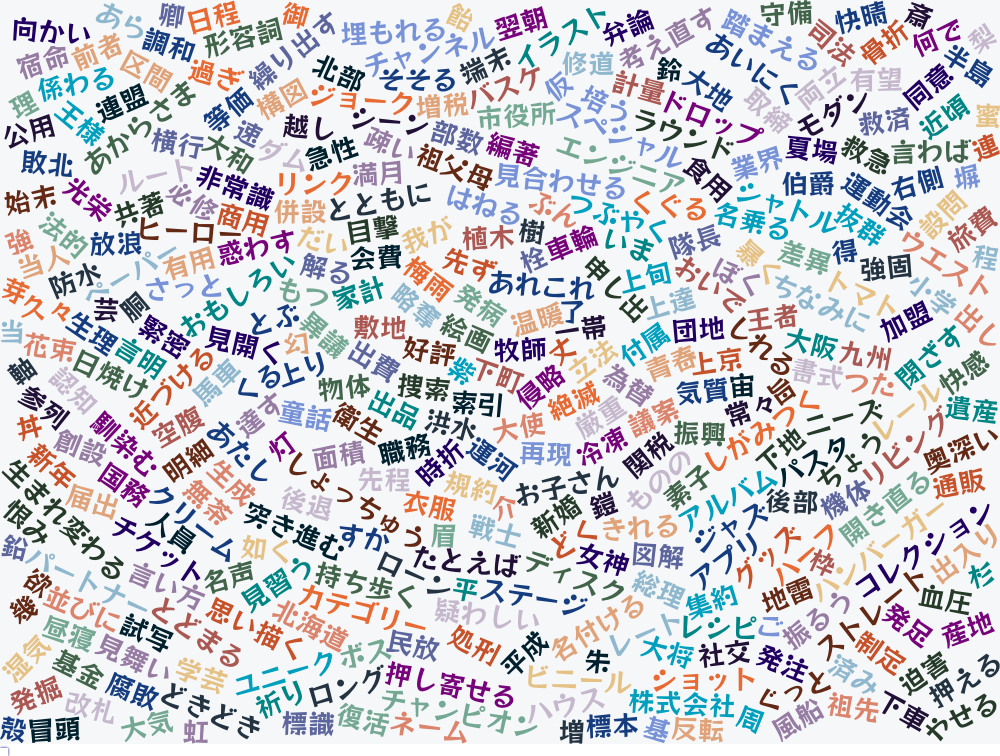 向かい
あら
卿
日程
御
飴
翌朝
イラスト
弁論
踏まえる
守備
快晴
斎
梨
宿命
前者
調和
形容詞
繰り出す
埋もれる
チャンネル
端末
修道
考え直す
あいにく
司法
骨折
何で
半島
理
係わる
区間
過ぎ
北部
そそる
バスケ
仮
鈴
大地
両立
有望
同意
王様
連盟
あからさま
等価
構図
ジョーク
増税
市役所
培う
計量
ドロップ
取締
モダン
救済
近頃
蜜
公用
横行
大和
速
ダム
越し
シーン
疎い
部数
編著
スペシャル
ラウンド
業界
夏場
救急
言わば
連
敗北
ルート
必修
非常識
急性
満月
祖父母
エンジニア
食用
見合わせる
リンク
伯爵
運動会
右側
塀
始末
光栄
共著
商用
併設
とともに
はねる
ぶん
つぶやく
くぐる
名乗る
シャトル
抜群
設問
旅費
強
法的
放浪
ヒーロー
惑わす
だい
目撃
我が
植木
樹
栓
車輪
いま
隊長
暴く
差異
得
ウエスト
程
当人
防水
スーパー
有用
解る
会費
梅雨
先ず
あれこれ
申し出
上旬
おいで
ぼく
ちなみに
トマト
強固
小学
芽
久々
芸
胴
さっと
おもしろい
もつ
家計
略奪
発病
温暖
了
上達
王者
加盟
出し
当
花束
生理
言明
緊密
見開く
とぶ
幻
異議
敷地
絵画
一帯
付属
団地
くれる
大阪
九州
閉ざす
快感
軸
認知
日焼け
近づける
骨
馬
くる
上り
出費
好評
紫
牧師
丈
立法
青春
上京
下町
侵略
為替
気質
宙
缶
書式
つた
レール
遺産
参列
丼
馴染む
空腹
あたし
達す
童話
物体
衛生
出品
捜索
洪水
索引
大使
絶滅
厳重
議案
常々
しがみつく
ニーズ
リビング
奥深い
創設
明細
灯
面積
職務
時折
運河
再現
冷凍
関税
振興
下地
パスタ
ちょう
通販
新年
国務
生成
しょっちゅう
先程
規約
介
お子さん
ものの
素子
アルバム
後部
機体
開き直る
生まれ変わる
届出
クリーム
無茶
後退
衣服
戦士
新婚
鎧
くきれる
ジャズ
ハンバーガー
コレクション
恨み
チケット
人員
突き進む
すか
眉
ど
女神
図解
アプリ
グッズ
ハーフ
枠
出入り
鉛
パートナー
言い方
名声
如く
見習う
ローン
たとえば
ディスク
総理
集約
地雷
杉
欲
並びに
とどまる
思い描く
持ち歩く
カテゴリー
平
ステージ
疑わしい
レシピ
ご
振るう
ストレート
血圧
幾
昼寝
試写
北海道
民放
処刑
平成
名付ける
レート
大将
社交
発注
制定
発足
産地
湿気
基金
見舞い
学芸
ユニーク
ボス
朱
ビニール
ショット
済み
迫害
押える
発掘
改札
腐敗
どきどき
祈り
ロング
押し寄せる
ハウス
株式会社
周
ぐっと
祖先
下車
やせる
殻
冒頭
大気
虹
標識
復活
チャンピオン
ネーム
増
標本
基
反転
風船